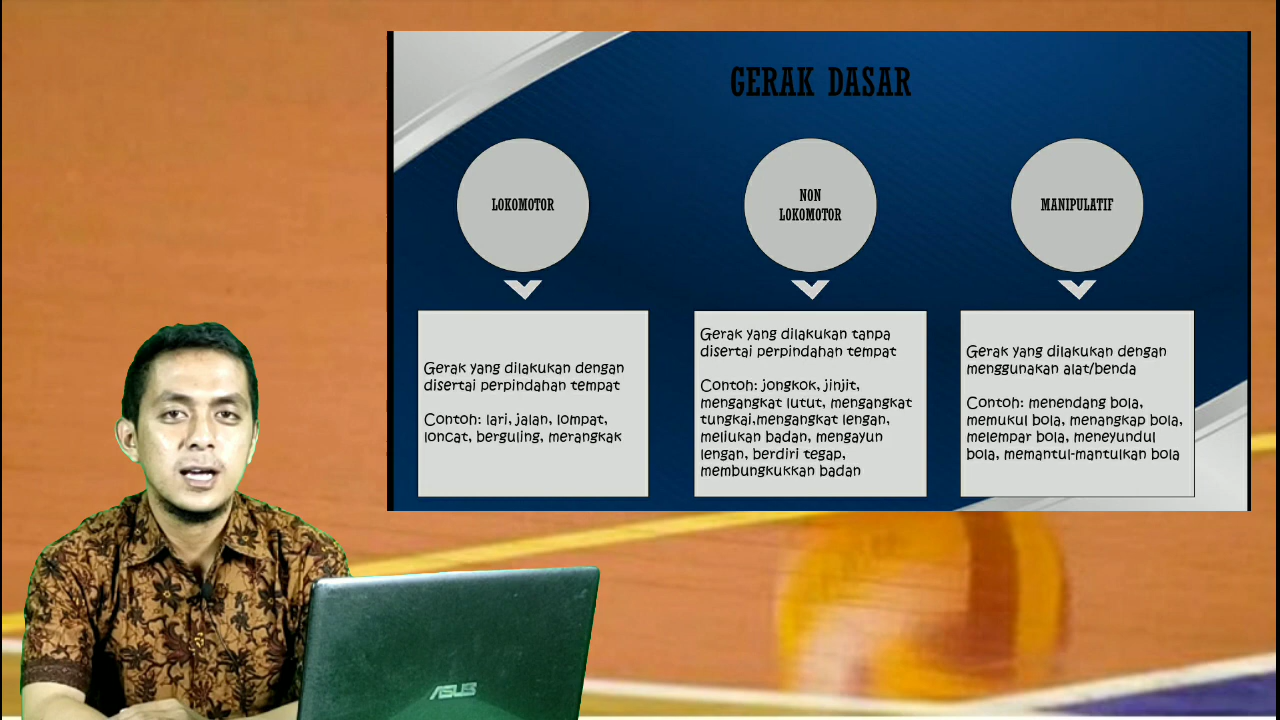 GERAK DASAR
LOKOMOTOR
Gerak yang dilakukan dengan
disertai perpindahan tempat
Contoh: lari, jalan, lompat,
loncat, berguling, merangkak
NON
LOKOMOTOR
Gerak yang dilakukan tanpa
disertai perpindahan tempat
Contoh: jongkok, jinjit,
mengangkat lutut, mengangkat
tungkai,mengangkat lengan,
meliukan badan, mengayun
lengan, berdiri tegap,
membungkukkan badan
MANIPULATIF
Gerak yang dilakukan dengan
menggunakan alat/benda
Contoh: menendang bola,
memukul bola, menangkap bola,
melempar bola, meneyundul
bola, memantul-mantulkan bola
ASUS